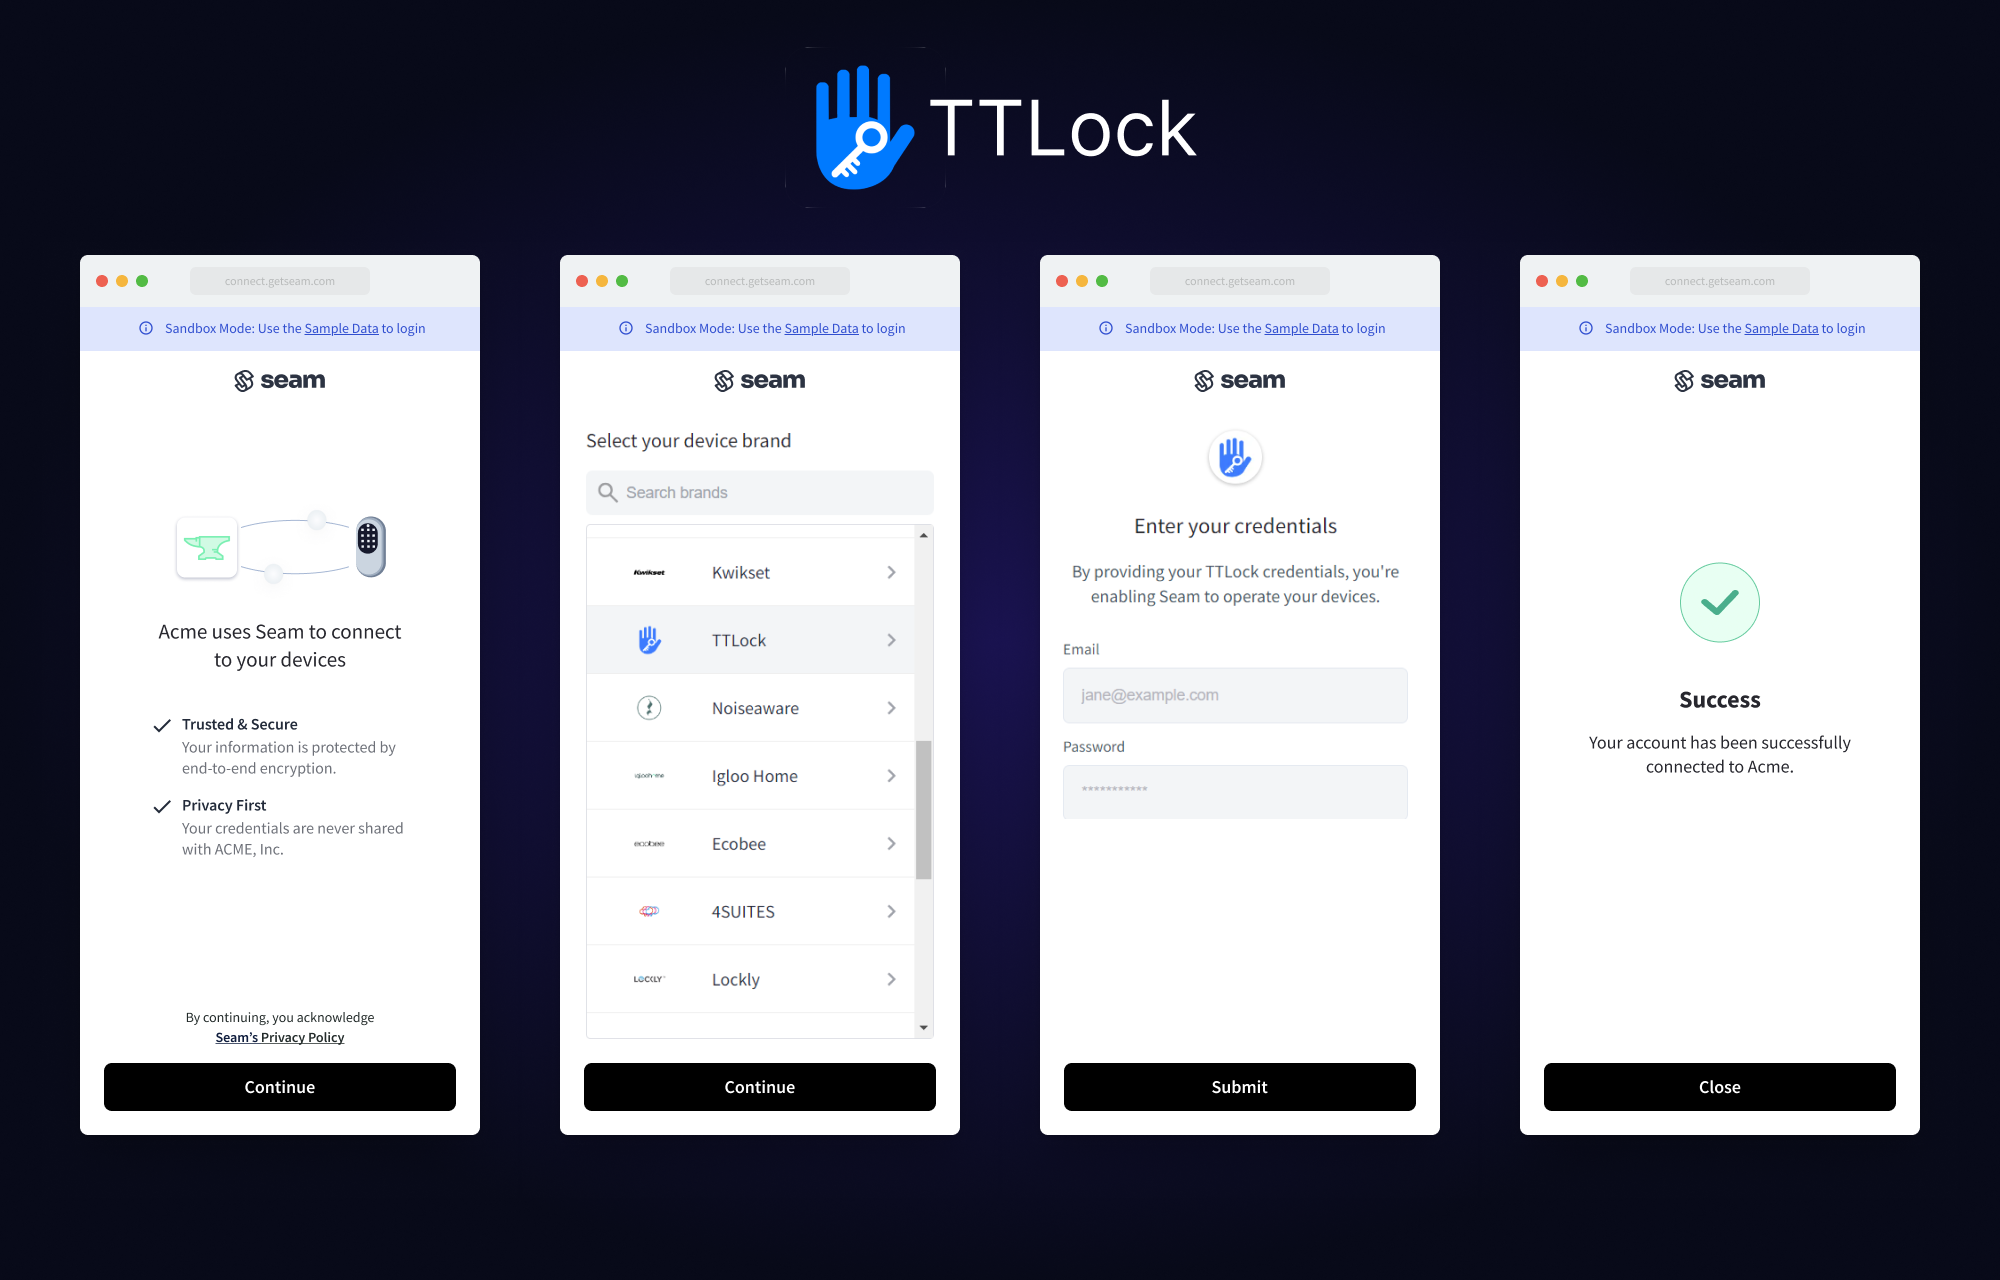 TTLock
connect.getseam.com
Sandbox Mode: Use the Sample Data to login
seam
Acme uses Seam to connect
to your devices
Trusted & Secure
Your information is protected by
end-to-end encryption.
Privacy First
Your credentials are never shared
with ACME, Inc.
By continuing, you acknowledge
Seam's Privacy Policy
Continue
connect.getseam.com
Sandbox Mode: Use the Sample Data to login
seam
Select your device brand
Search brands
Kwikset Kwikset
TTLock
Noiseaware
igloohome Igloo Home
ecobee Ecobee
4SUITES
LOCKLY Lockly
Continue
connect.getseam.com
Sandbox Mode: Use the Sample Data to login
seam
Enter your credentials
By providing your TTLock credentials, you're
enabling Seam to operate your devices.
Email
jane@example.com
Password
***********
Submit
connect.getseam.com
Sandbox Mode: Use the Sample Data to login
seam
Success
Your account has been successfully
connected to Acme.
Close